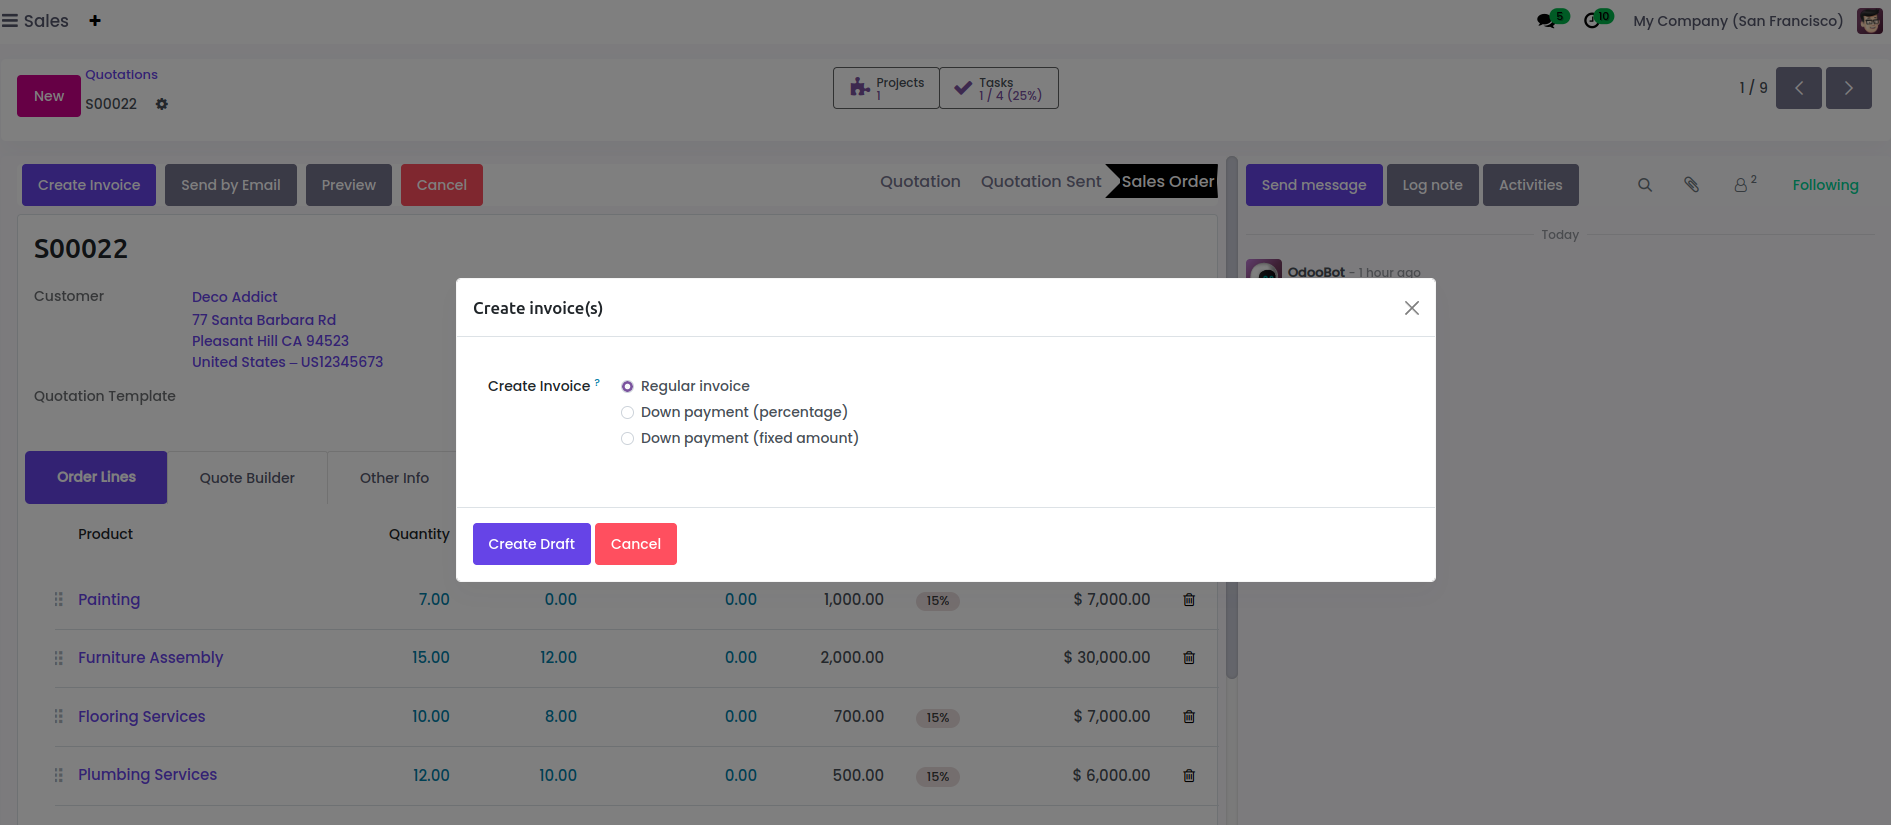 Sales +
5 10 My Company (San Francisco)
New Quotations
S00022
Projects
1
Tasks
1 / 4 (25%)
1 / 9
Create Invoice Send by Email Preview Cancel
Quotation Quotation Sent Sales Order
Send message Log note Activities 2 Following
Today
OdooBot - 1 hour ago
S00022
Customer
Deco Addict
77 Santa Barbara Rd
Pleasant Hill CA 94523
United States – US12345673
Quotation Template
Create invoice(s)
Create Invoice ?
Regular invoice
Down payment (percentage)
Down payment (fixed amount)
Create Draft Cancel
Order Lines Quote Builder Other Info
Product Quantity
Painting 7.00 0.00 0.00 1,000.00 15% $ 7,000.00
Furniture Assembly 15.00 12.00 0.00 2,000.00 $ 30,000.00
Flooring Services 10.00 8.00 0.00 700.00 15% $ 7,000.00
Plumbing Services 12.00 10.00 0.00 500.00 15% $ 6,000.00